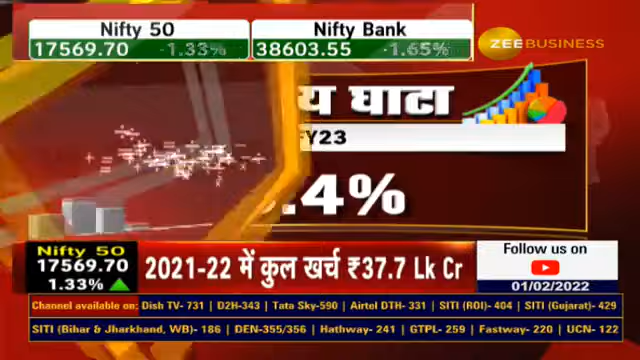 Nifty 50
17569.70 -1.33%
Nifty Bank
38603.55 -1.65%
ZEEBUSINESS
य घाटा
FY23
.4%
Nifty 50
17569.70
1.33%
2021-22 में कुल खर्च ₹37.7 Lk Cr
Follow us on
01/02/2022
Channel available on: Dish TV- 731 | D2H-343 | Tata Sky-590 | Airtel DTH- 331 | SITI (ROI)- 404 | SITI (Gujarat)- 429
SITI (Bihar & Jharkhand, WB)- 186 | DEN-355/356 | Hathway- 241 | GTPL- 259 | Fastway- 220 | UCN- 122